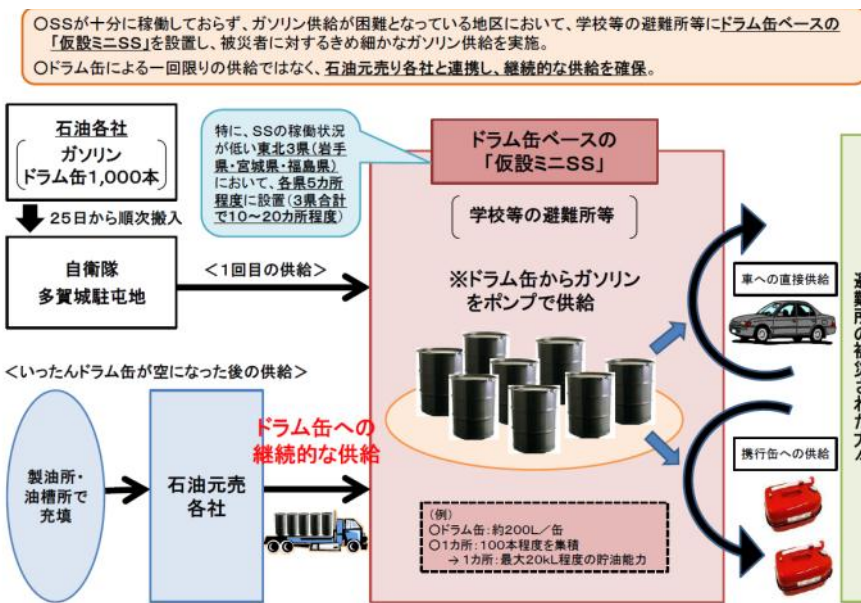 ○SSが十分に稼働しておらず、ガソリン供給が困難となっている地区において、学校等の避難所等にドラム缶ベースの
「仮設ミニSS」を設置し、被災者に対するきめ細かなガソリン供給を実施。
○ドラム缶による一回限りの供給ではなく、石油元売り各社と連携し、継続的な供給を確保。
石油各社
ガソリン
ドラム缶1,000本
25日から順次搬入
自衛隊
多賀城駐屯地
<1回目の供給>
特に、SSの稼働状況
が低い東北3県(岩手
県・宮城県・福島県)
において、各県5カ所
程度に設置(3県合計
で10～20カ所程度)
ドラム缶ベースの
「仮設ミニSS」
学校等の避難所等
※ドラム缶からガソリン
をポンプで供給
車への直接供給
<いったんドラム缶が空になった後の供給>
製油所・
油槽所で
充填
石油元売
各社
ドラム缶への
継続的な供給
携行缶への供給
(例)
○ドラム缶：約200L／缶
○1カ所：100本程度を集積
→ 1カ所：最大20kL程度の貯油能力
避難所の被災された方々